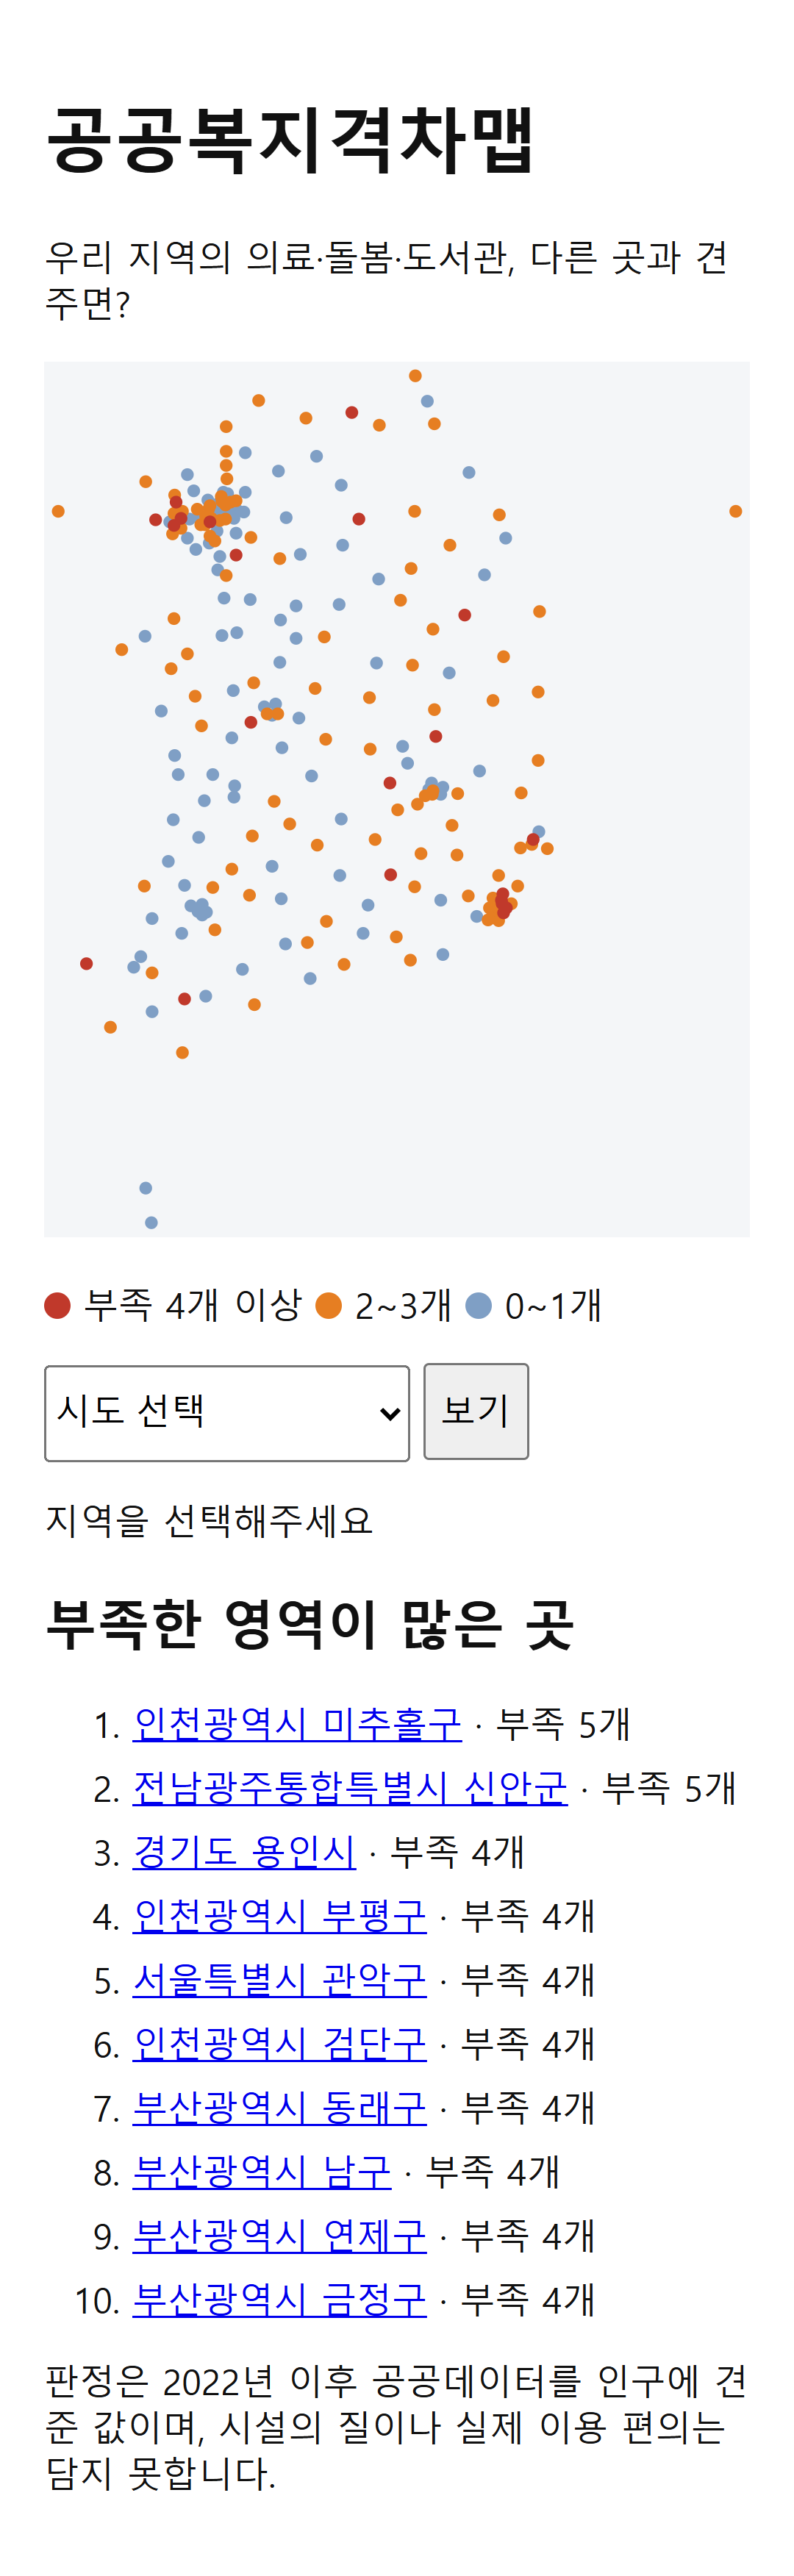 공공복지격차맵
우리 지역의 의료·돌봄·도서관, 다른 곳과 견
주면?
부족 4개 이상 2~3개 0~1개
시도 선택 보기
지역을 선택해주세요
부족한 영역이 많은 곳
1. 인천광역시 미추홀구 · 부족 5개
2. 전남광주통합특별시 신안군 · 부족 5개
3. 경기도 용인시 · 부족 4개
4. 인천광역시 부평구 · 부족 4개
5. 서울특별시 관악구 · 부족 4개
6. 인천광역시 검단구 · 부족 4개
7. 부산광역시 동래구 · 부족 4개
8. 부산광역시 남구 · 부족 4개
9. 부산광역시 연제구 · 부족 4개
10. 부산광역시 금정구 · 부족 4개
판정은 2022년 이후 공공데이터를 인구에 견
준 값이며, 시설의 질이나 실제 이용 편의는
담지 못합니다.